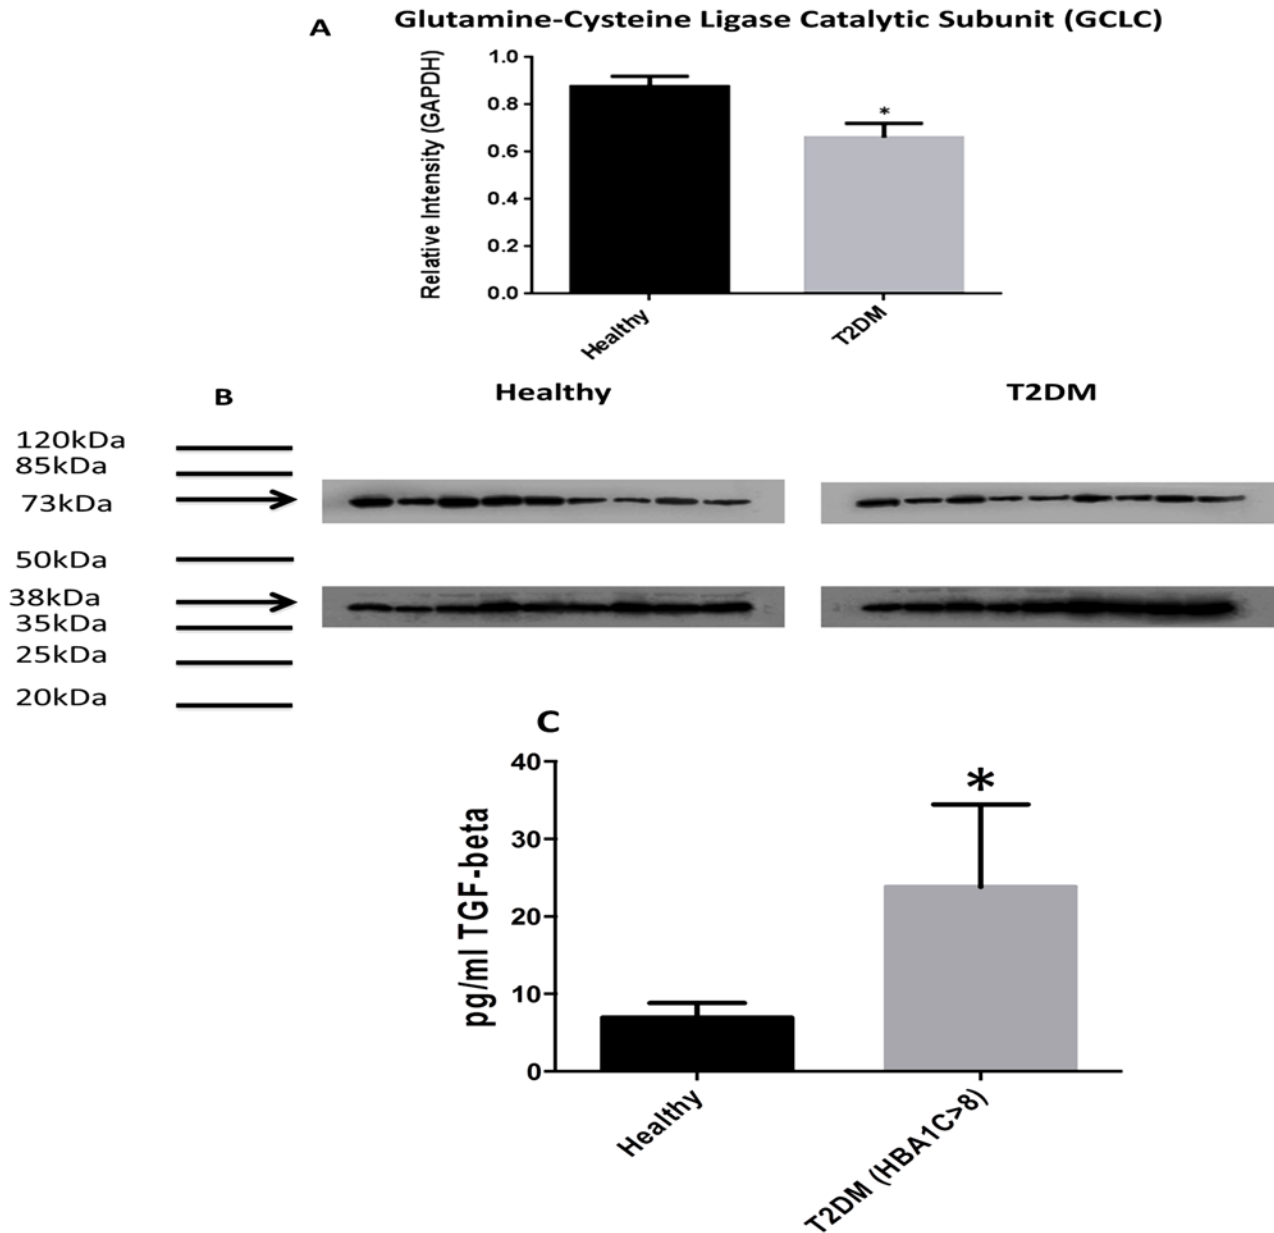 A
Glutamine-Cysteine Ligase Catalytic Subunit (GCLC)
Relative Intensity (GAPDH)
1.0
0.8
0.6
0.4
0.2
0.0
*
Healthy
T2DM
B
Healthy
T2DM
120kDa
85kDa
73kDa
50kDa
38kDa
35kDa
25kDa
20kDa
C
pg/ml TGF-beta
40
30
20
10
0
*
Healthy
T2DM (HBA1C>8)